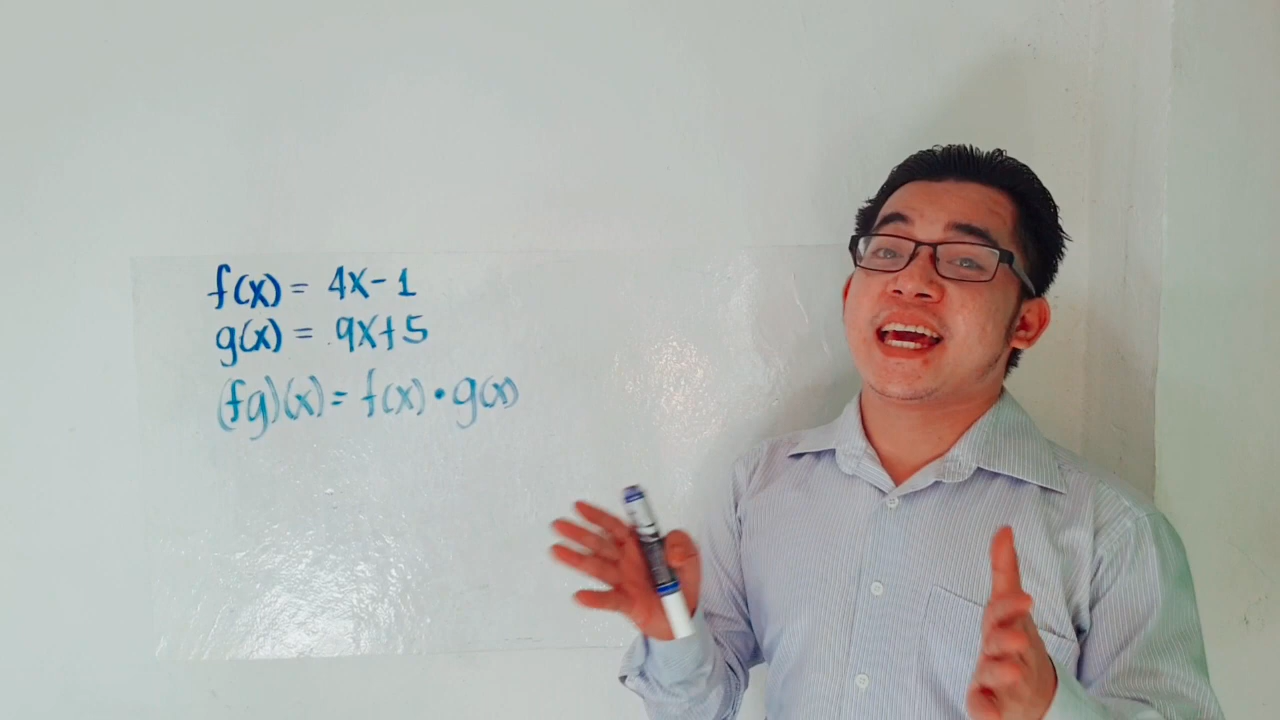 f(x) = 4x - 1
g(x) = 9x + 5
(fg)(x) = f(x) • g(x)